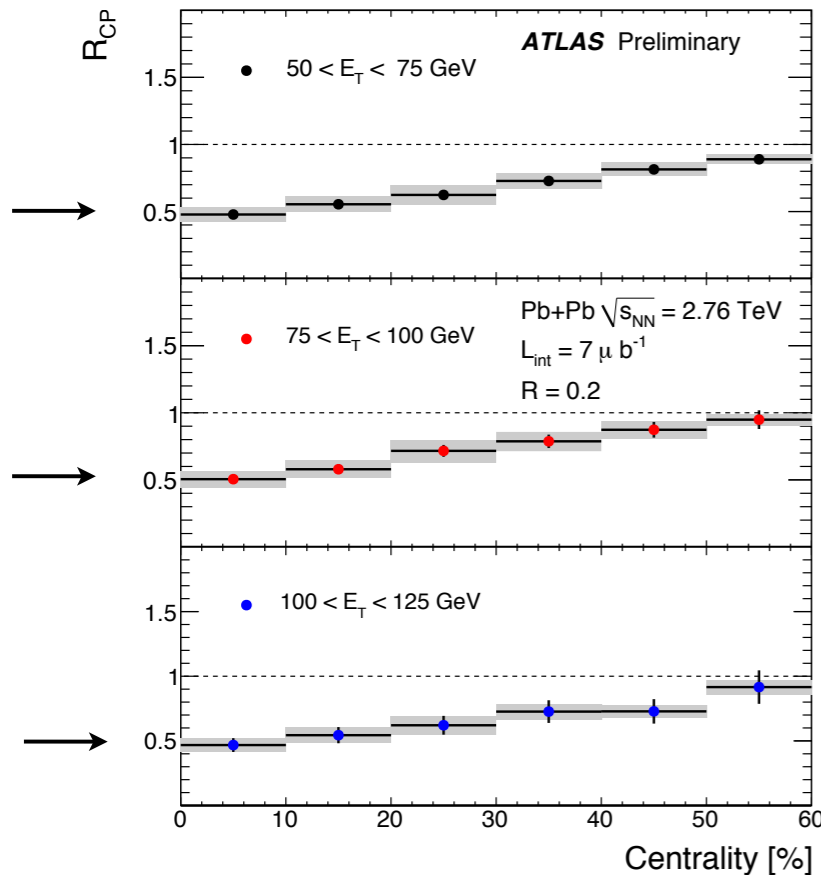 R_CP
ATLAS Preliminary
50 < E_T < 75 GeV
1.5
1
0.5
Pb+Pb √s_NN = 2.76 TeV
75 < E_T < 100 GeV
L_int = 7 μ b^-1
R = 0.2
1.5
1
0.5
100 < E_T < 125 GeV
1.5
1
0.5
0 10 20 30 40 50 60
Centrality [%]